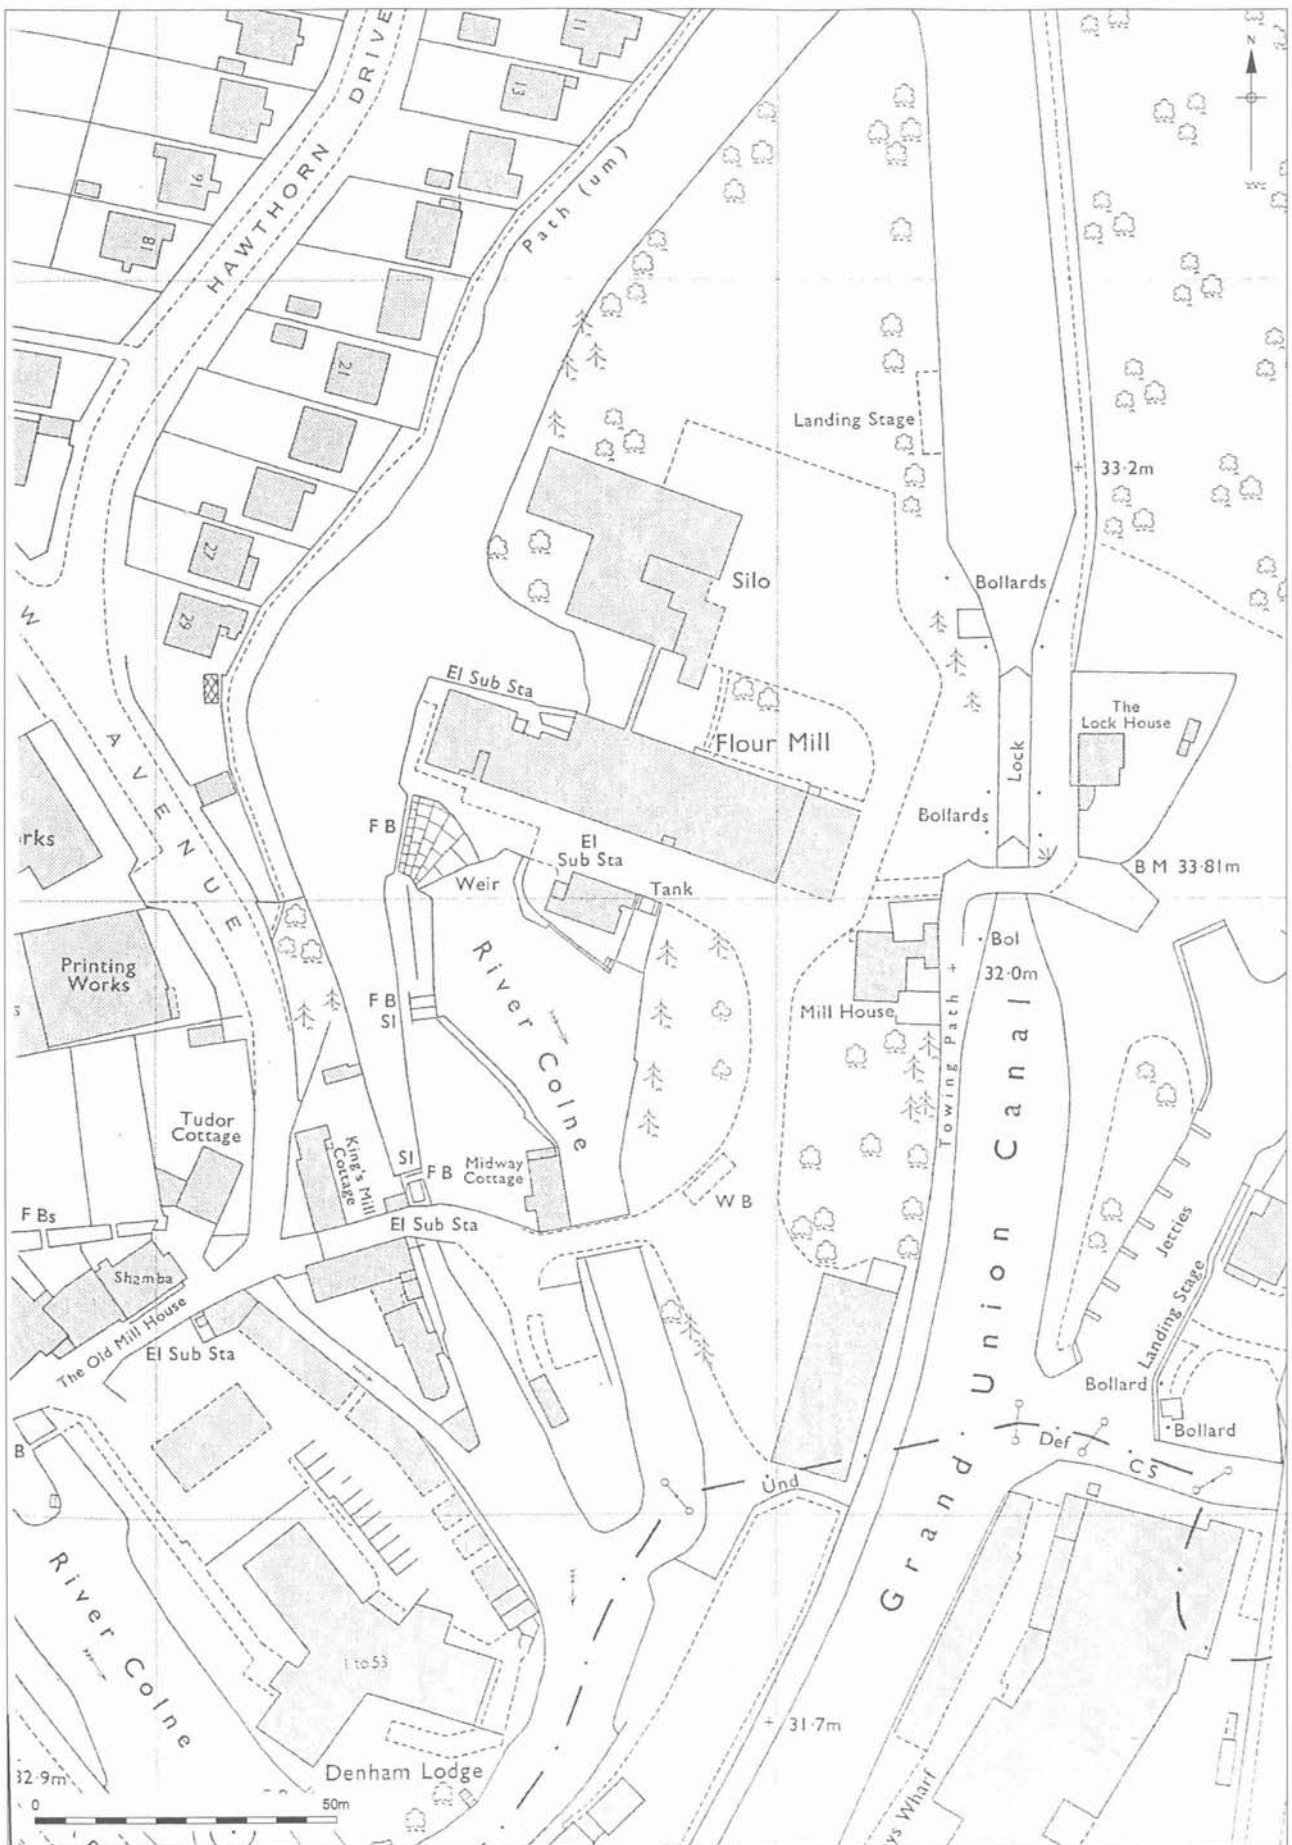 N
HAWTHORN DRIVE
11
13
16
18
Path (um)
21
27
29
Landing Stage
33·2m
Silo
Bollards
El Sub Sta
Flour Mill
The
Lock House
Lock
W AVENUE
rks
F B
Weir
El
Sub Sta
Tank
Bollards
B M 33·81m
Printing
Works
s
F B
Sl
River Colne
Mill House
Towing Path
Bol
32·0m
Tudor
Cottage
King's Mill
Cottage
Sl
F B
Midway
Cottage
El Sub Sta
W B
F Bs
Shamba
The Old Mill House
El Sub Sta
Jetties
Landing Stage
Bollard
Bollard
Grand Union Canal
Def
C S
Und
B
River Colne
1 to 53
Denham Lodge
31·7m
ys Wharf
32·9m
0
50m